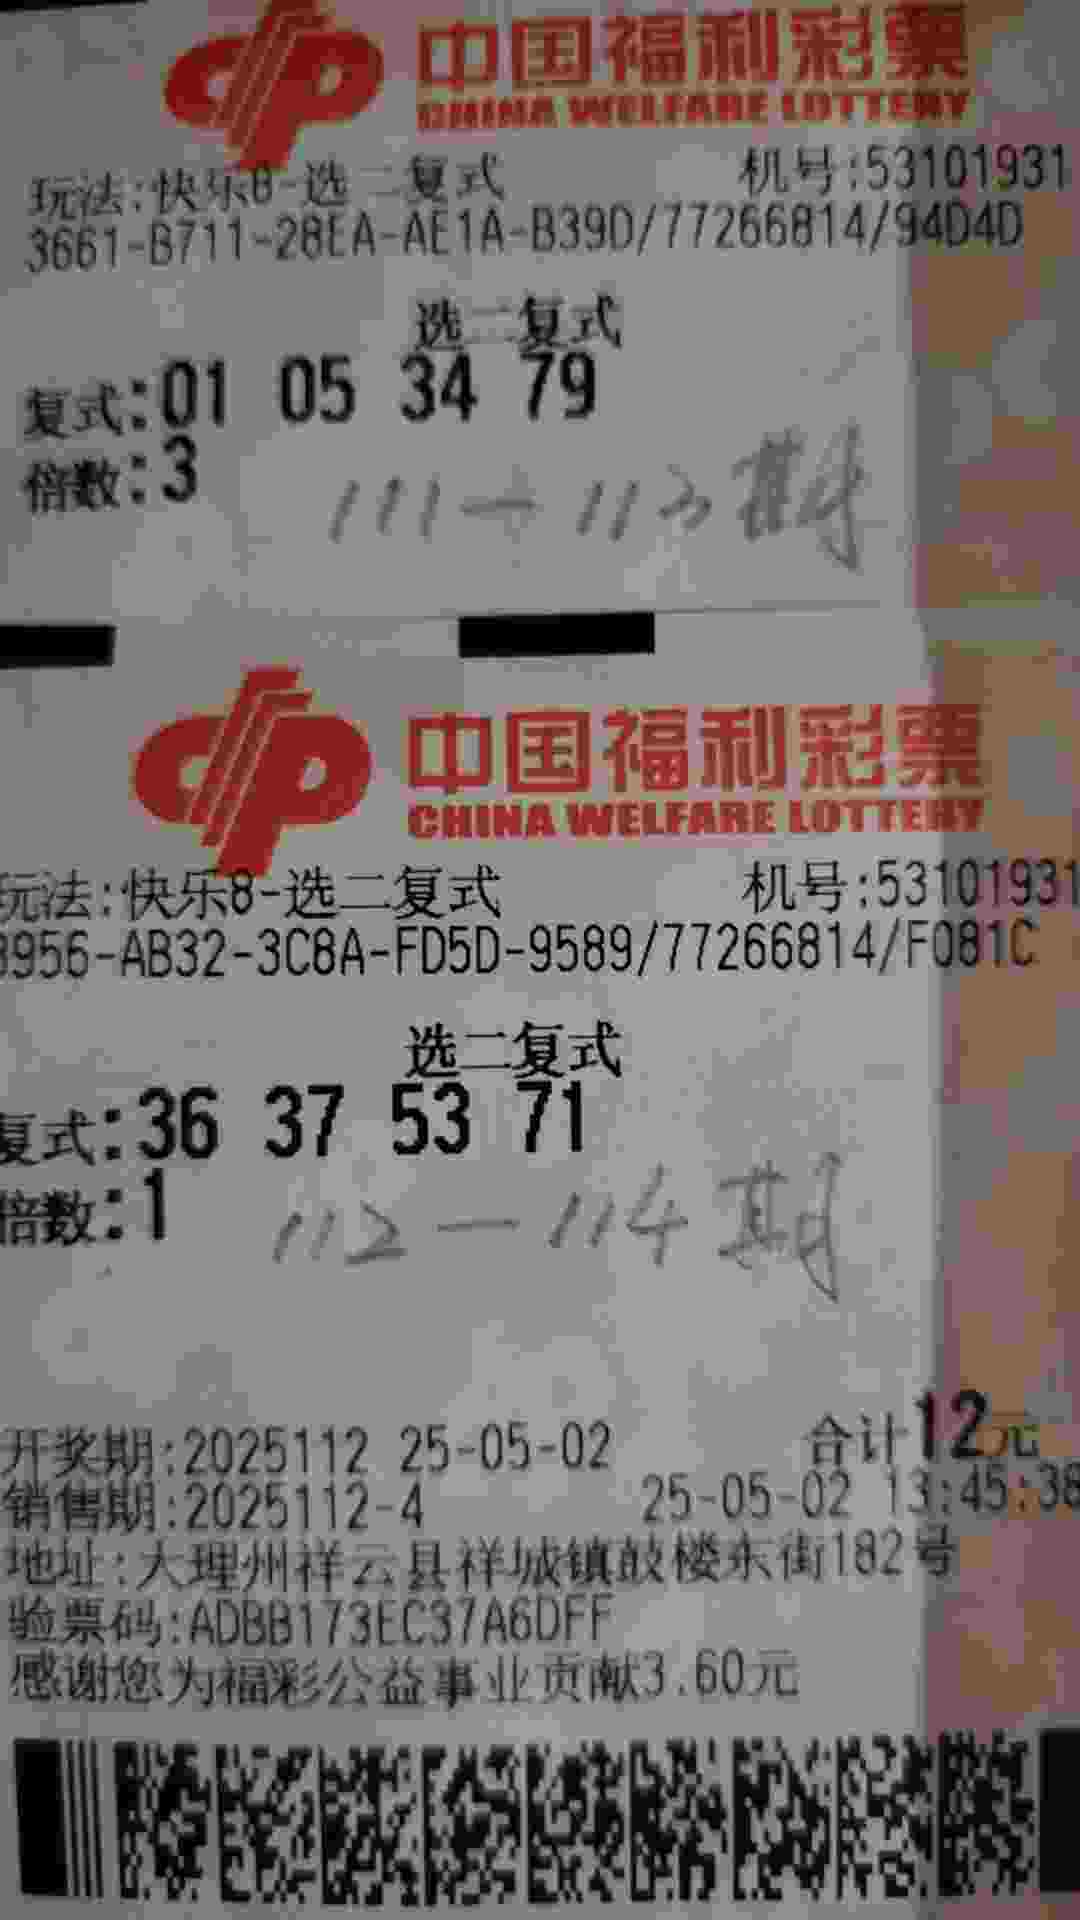 中国福利彩票
CHINA WELFARE LOTTERY
玩法:快乐8-选二复式 机号:53101931
3661-B711-28EA-AE1A-B39D/77266814/94D4D
选二复式
复式:01 05 34 79
倍数:3
111—113期
中国福利彩票
CHINA WELFARE LOTTERY
玩法:快乐8-选二复式 机号:53101931
8956-AB32-3C8A-FD5D-9589/77266814/F081C
选二复式
复式:36 37 53 71
倍数:1
112—114期
开奖期:2025112 25-05-02 合计12元
销售期:2025112-4 25-05-02 13:45:38
地址:大理州祥云县祥城镇鼓楼东街182号
验票码:ADBB173EC37A6DFF
感谢您为福彩公益事业贡献3.60元